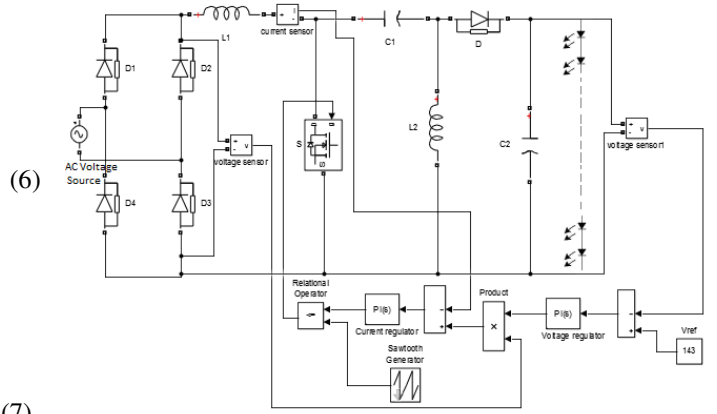 L1
current sensor
C1
D
D1
D2
S
L2
C2
voltage sensor
voltage sensor1
AC Voltage
Source
(6)
D4
D3
Relational
Operator
PI(s)
Current regulator
Product
×
PI(s)
Voltage regulator
Vref
143
Sawtooth
Generator
(7)